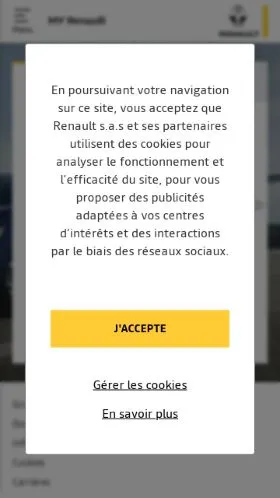 Menu
MY Renault
RENAULT
En poursuivant votre navigation
sur ce site, vous acceptez que
Renault s.a.s et ses partenaires
utilisent des cookies pour
analyser le fonctionnement et
l'efficacité du site, pour vous
proposer des publicités
adaptées à vos centres
d'intérêts et des interactions
par le biais des réseaux sociaux.
J'ACCEPTE
Gérer les cookies
En savoir plus
Cookies
Carrières